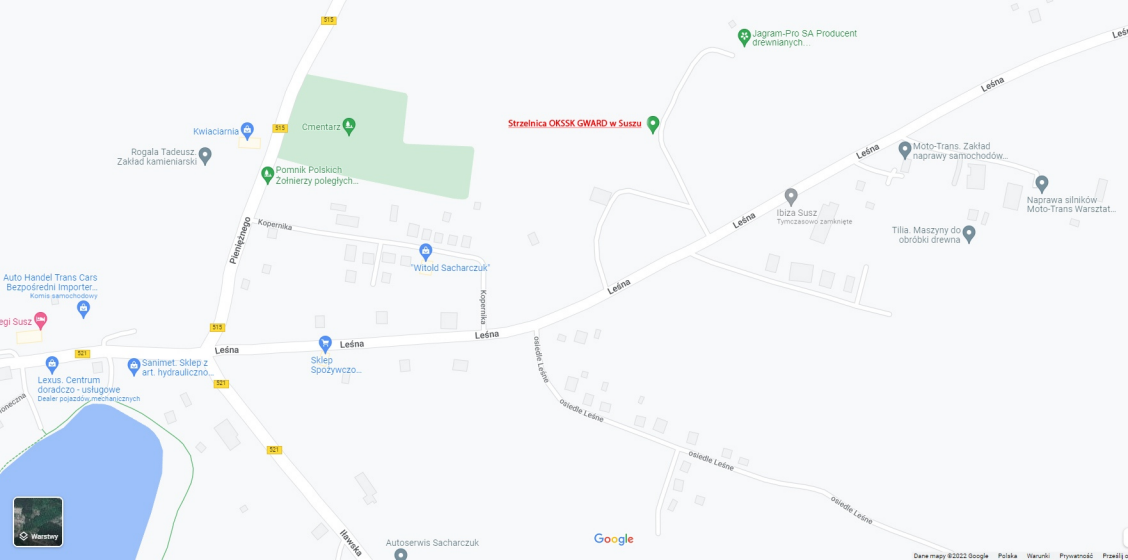 515
Jagram-Pro SA Producent
drewnianych...
Leśna
Strzelnica OKSSK GWARD w Suszu
Cmentarz
515
Kwiaciarnia
Rogala Tadeusz.
Zakład kamieniarski
Pomnik Polskich
Żołnierzy poległych...
Leśna
Moto-Trans. Zakład
naprawy samochodów...
Naprawa silników
Moto-Trans Warsztat...
Ibiza Susz
Tymczasowo zamknięte
Leśna
Tilia. Maszyny do
obróbki drewna
Kopernika
Pieniężnego
"Witold Sacharczuk"
Auto Handel Trans Cars
Bezpośredni Importer...
Komis samochodowy
Leśna
Kopernika
egi Susz
515
Leśna
Leśna
Leśna
521
Sklep
Spożywczo...
Sanimet. Sklep z
art. hydrauliczno...
Lexus. Centrum
doradczo - usługowe
Dealer pojazdów mechanicznych
521
osiedle Leśne
osiedle Leśne
oneczna
521
osiedle Leśne
osiedle Leśne
Warstwy
Iławska
Autoserwis Sacharczuk
Google
Dane mapy ©2022 Google Polska Warunki Prywatność Prześlij o